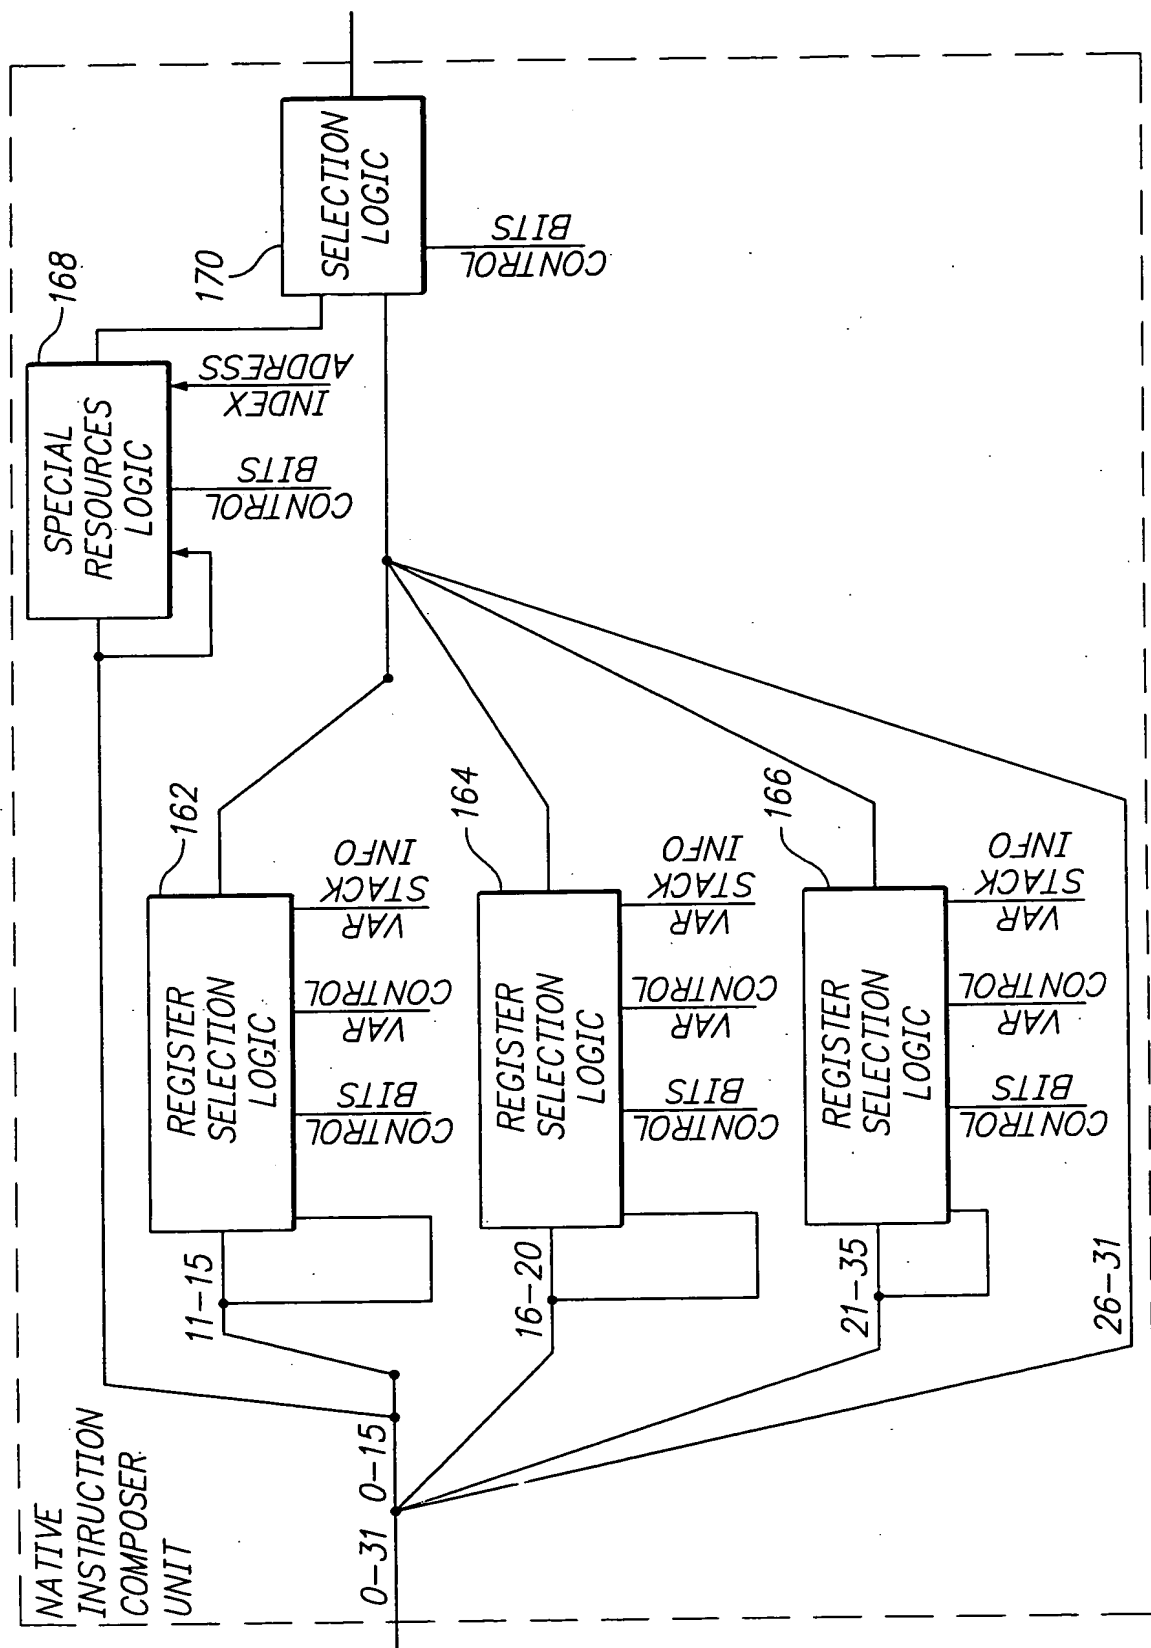 NATIVE
INSTRUCTION
COMPOSER
UNIT
0-31
0-15
11-15
REGISTER
SELECTION
LOGIC
162
CONTROL
BITS
VAR
CONTROL
VAR
STACK
INFO
16-20
REGISTER
SELECTION
LOGIC
164
CONTROL
BITS
VAR
CONTROL
VAR
STACK
INFO
21-35
REGISTER
SELECTION
LOGIC
166
CONTROL
BITS
VAR
CONTROL
VAR
STACK
INFO
26-31
SPECIAL
RESOURCES
LOGIC
168
CONTROL
BITS
INDEX
ADDRESS
170
SELECTION
LOGIC
CONTROL
BITS